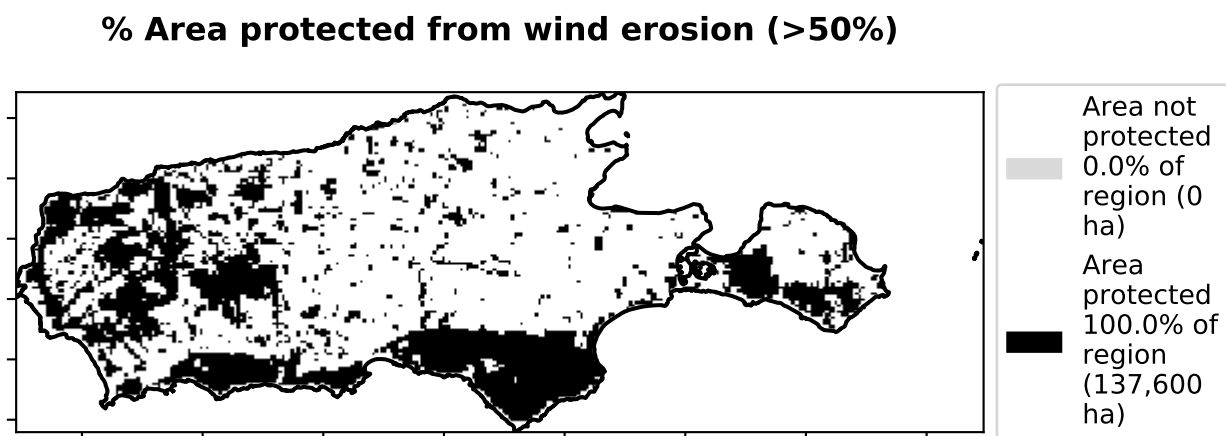 % Area protected from wind erosion (>50%)
Area not
protected
0.0% of
region (0
ha)
Area
protected
100.0% of
region
(137,600
ha)